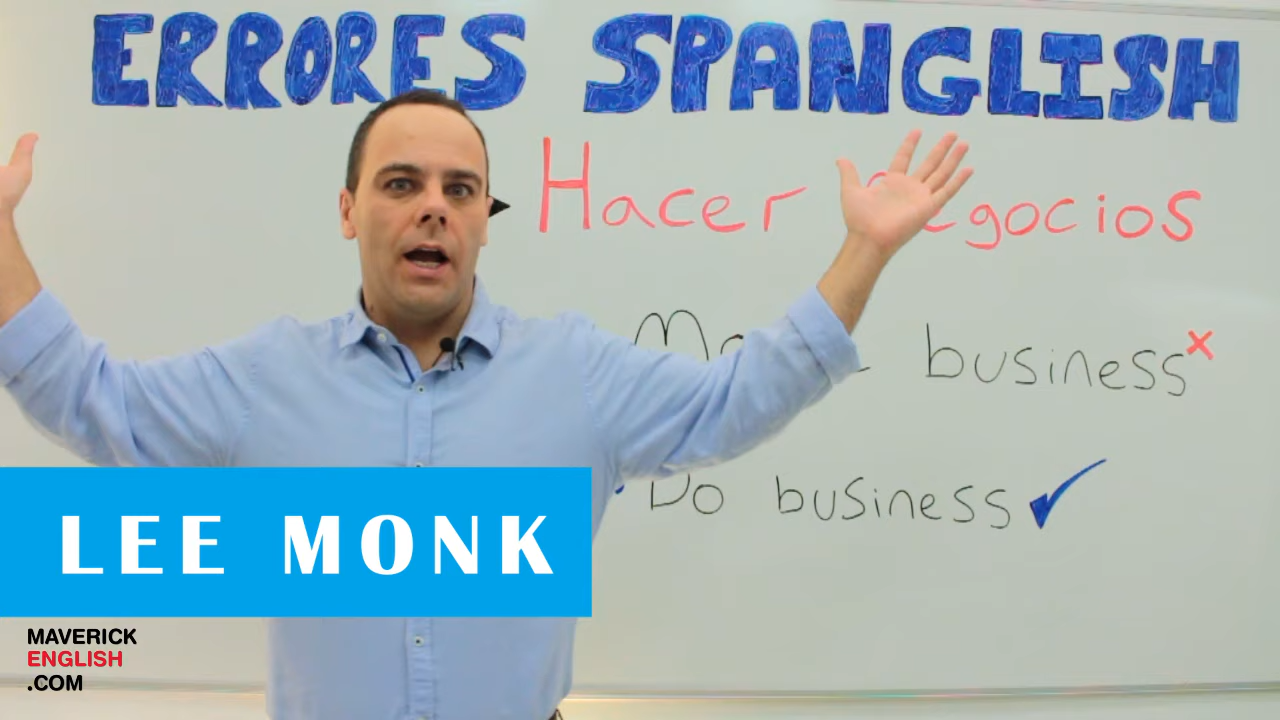 ERRORES SPANGLISH
Hacer
business
x
Do business
LEE MONK
MAVERICK
ENGLISH
.COM